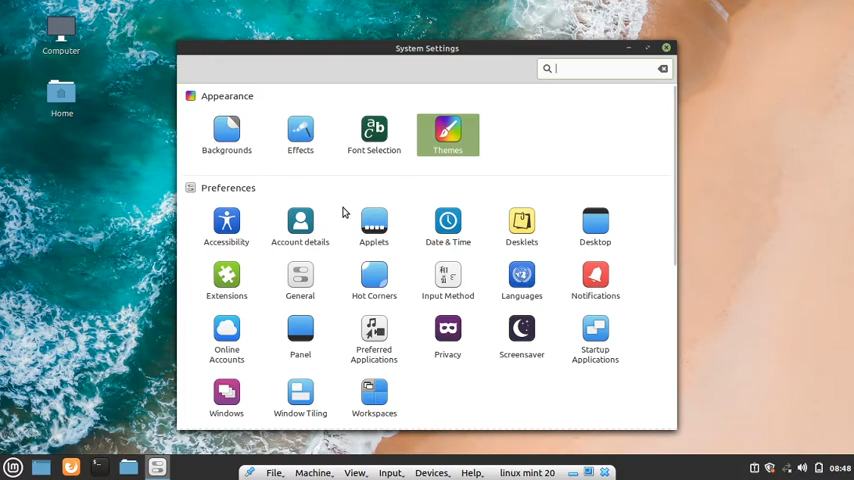 System Settings
Computer
Home
Appearance
Backgrounds
Effects
Font Selection
Themes
Preferences
Accessibility
Account details
Applets
Date & Time
Desklets
Desktop
Extensions
General
Hot Corners
Input Method
Languages
Notifications
Online
Accounts
Panel
Preferred
Applications
Privacy
Screensaver
Startup
Applications
Windows
Window Tiling
Workspaces
File Machine View Input Devices Help linux mint 20
08:48